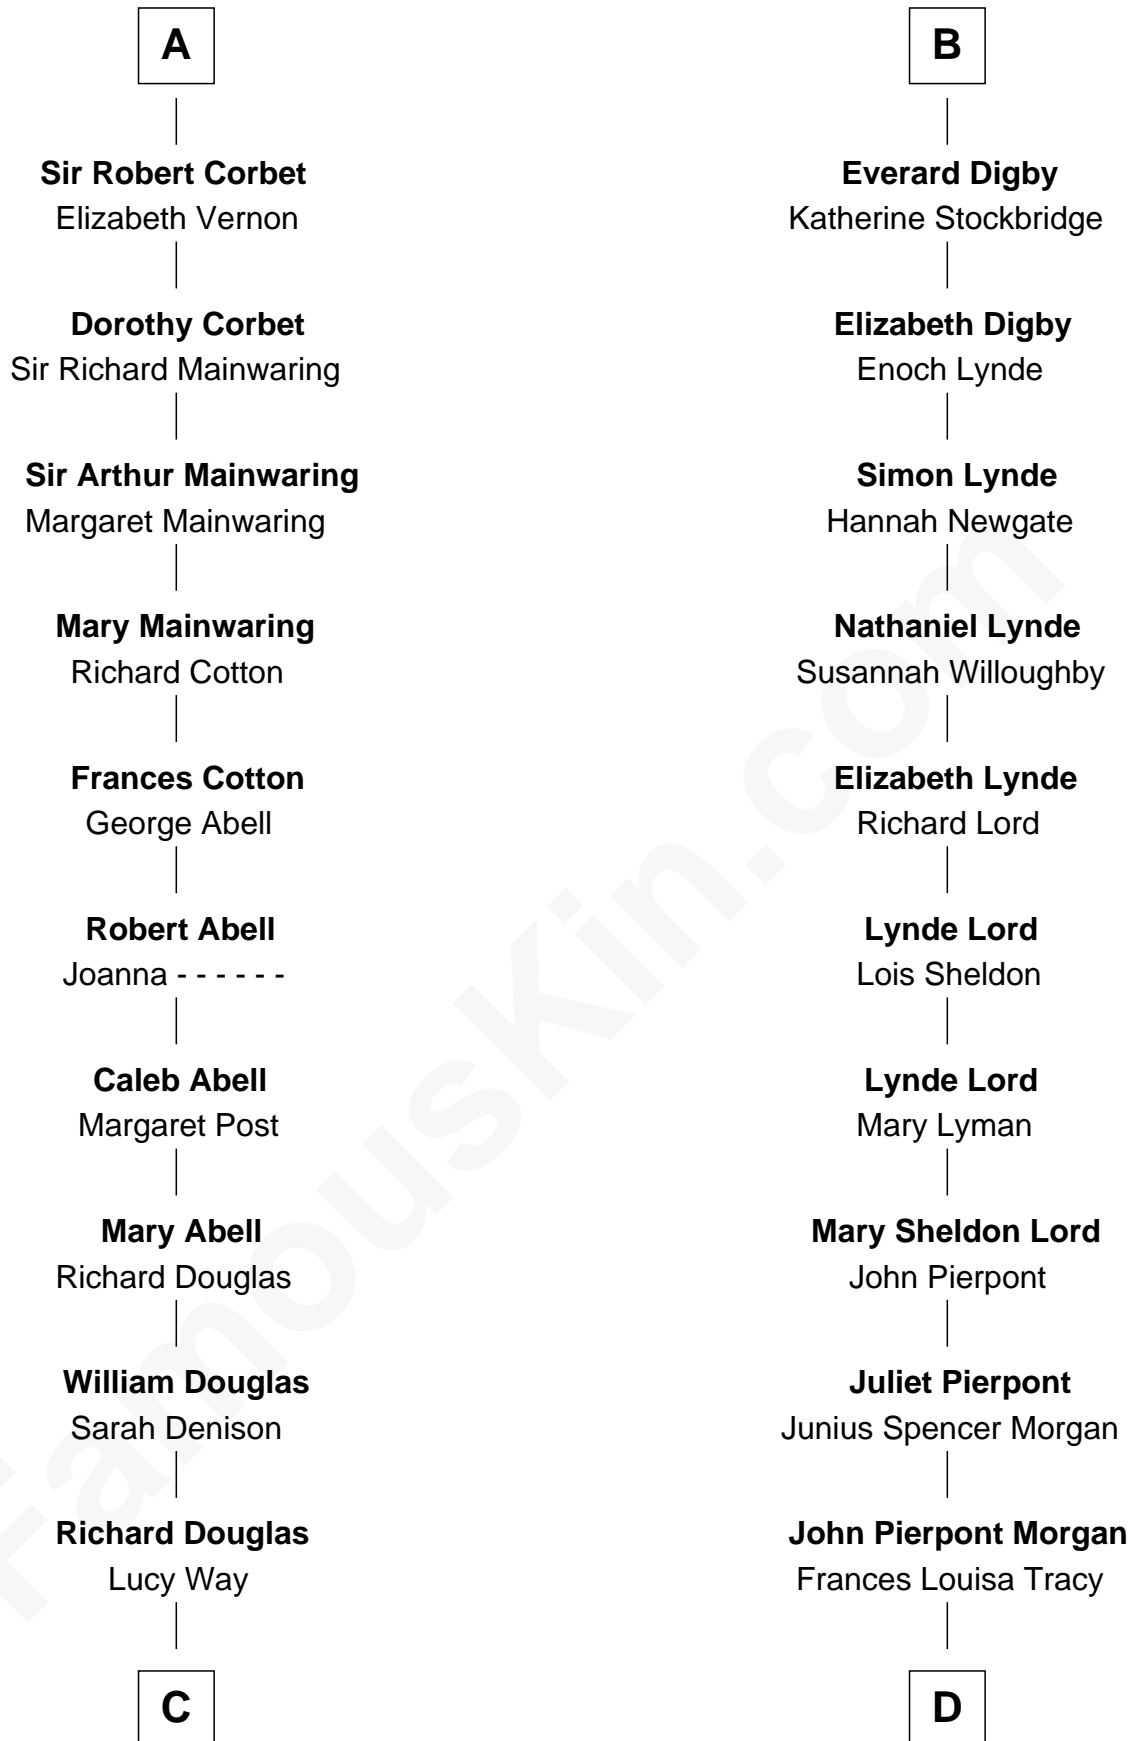 A
Sir Robert Corbet
Elizabeth Vernon
Dorothy Corbet
Sir Richard Mainwaring
Sir Arthur Mainwaring
Margaret Mainwaring
Mary Mainwaring
Richard Cotton
Frances Cotton
George Abell
Robert Abell
Joanna - - - - - -
Caleb Abell
Margaret Post
Mary Abell
Richard Douglas
William Douglas
Sarah Denison
Richard Douglas
Lucy Way
C
B
Everard Digby
Katherine Stockbridge
Elizabeth Digby
Enoch Lynde
Simon Lynde
Hannah Newgate
Nathaniel Lynde
Susannah Willoughby
Elizabeth Lynde
Richard Lord
Lynde Lord
Lois Sheldon
Lynde Lord
Mary Lyman
Mary Sheldon Lord
John Pierpont
Juliet Pierpont
Junius Spencer Morgan
John Pierpont Morgan
Frances Louisa Tracy
D
FamousKin.com